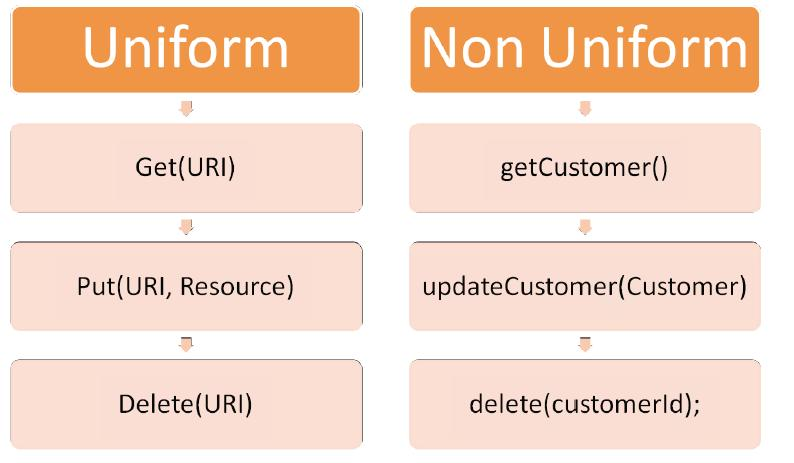 Uniform
Get(URI)
Put(URI, Resource)
Delete(URI)
Non Uniform
getCustomer()
updateCustomer(Customer)
delete(customerId);